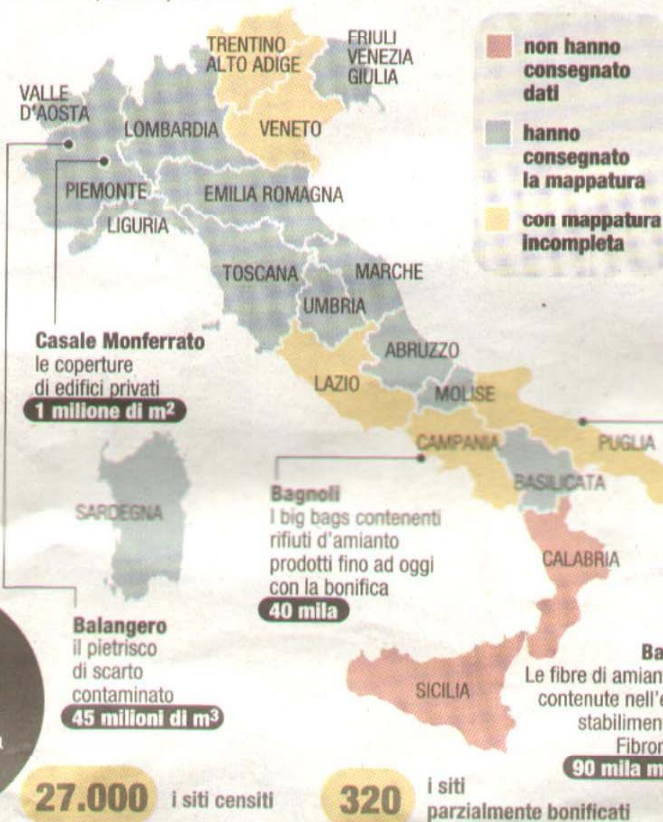 TRENTINO
ALTO ADIGE
FRIULI
VENEZIA
GIULIA
VALLE
D'AOSTA
LOMBARDIA
VENETO
PIEMONTE
EMILIA ROMAGNA
LIGURIA
TOSCANA
MARCHE
UMBRIA
ABRUZZO
LAZIO
MOLISE
CAMPANIA
PUGLIA
BASILICATA
SARDEGNA
CALABRIA
SICILIA
non hanno
consegnato
dati
hanno
consegnato
la mappatura
con mappatura
incompleta
Casale Monferrato
le coperture
di edifici privati
1 milione di m²
Bagnoli
I big bags contenenti
rifiuti d'amianto
prodotti fino ad oggi
con la bonifica
40 mila
Balangero
il pietrisco
di scarto
contaminato
45 milioni di m³
Ba
Le fibre di amian
contenute nell'e
stabiliment
Fibron
90 mila m
27.000 i siti censiti
320 i siti
parzialmente bonificati